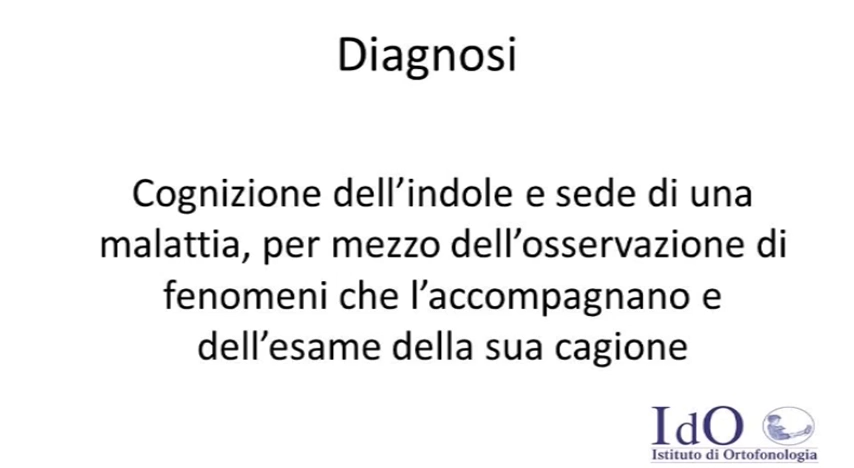 Diagnosi
Cognizione dell'indole e sede di una
malattia, per mezzo dell'osservazione di
fenomeni che l'accompagnano e
dell'esame della sua cagione
IdO
Istituto di Ortofonologia